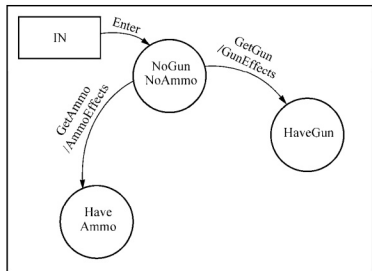 IN
Enter
NoGun
NoAmmo
GetGun
/GunEffects
HaveGun
GetAmmo
/AmmoEffects
Have
Ammo